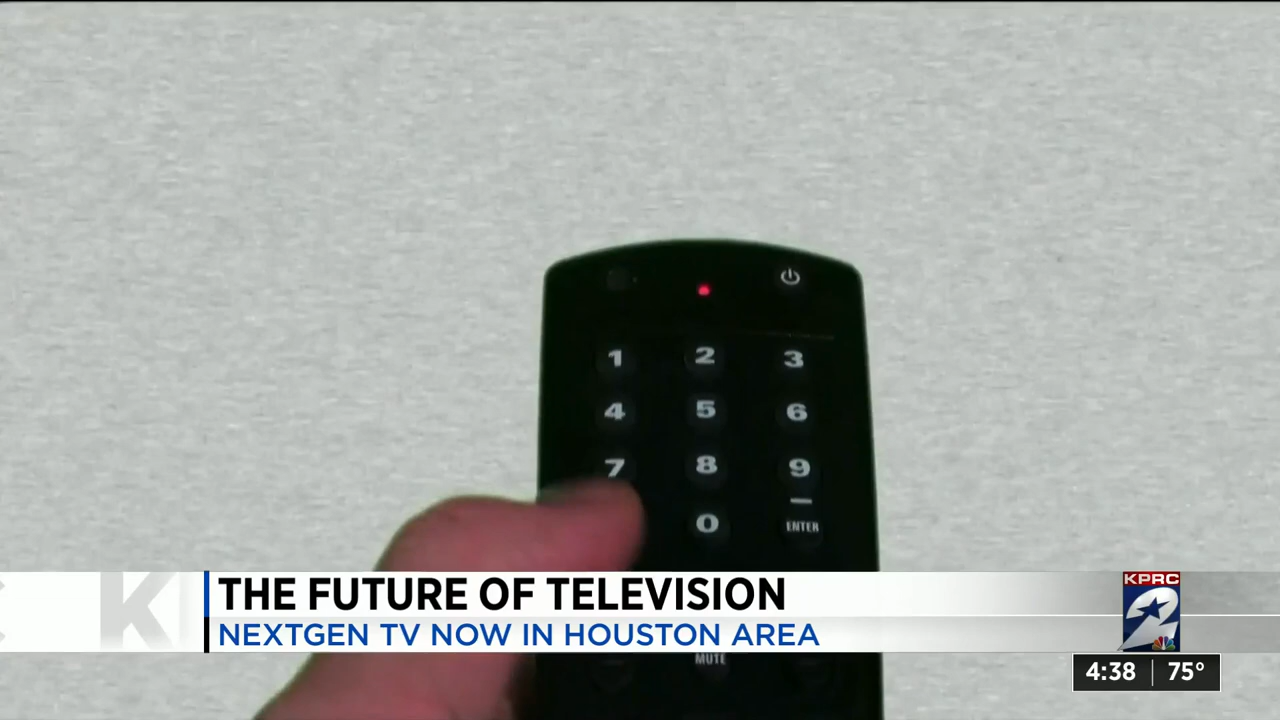 1 2 3
4 5 6
7 8 9
0 ENTER
K
THE FUTURE OF TELEVISION
NEXTGEN TV NOW IN HOUSTON AREA
KPRC
2
MUTE
4:38 75°